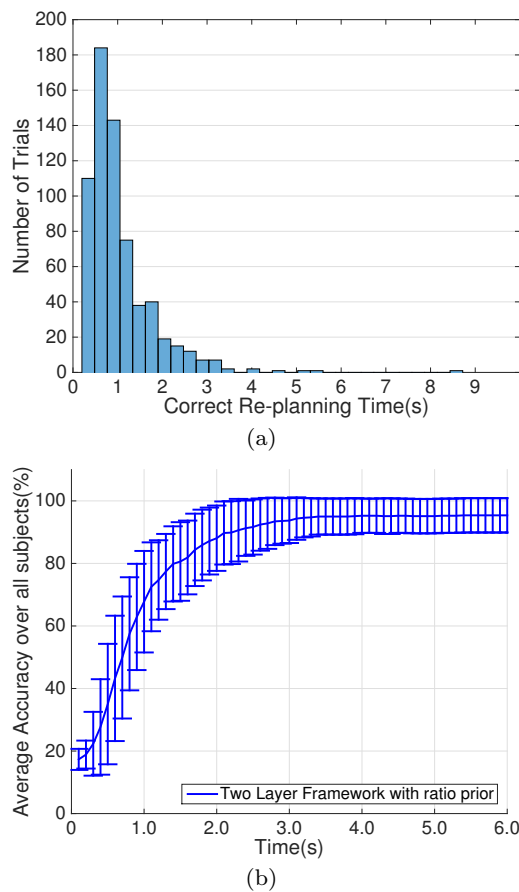 200
180
160
140
120
100
80
60
40
20
0
Number of Trials
0 1 2 3 4 5 6 7 8 9
Correct Re-planning Time(s)
(a)
100
80
60
40
20
0
Average Accuracy over all subjects(%)
Two Layer Framework with ratio prior
0 1.0 2.0 3.0 4.0 5.0 6.0
Time(s)
(b)